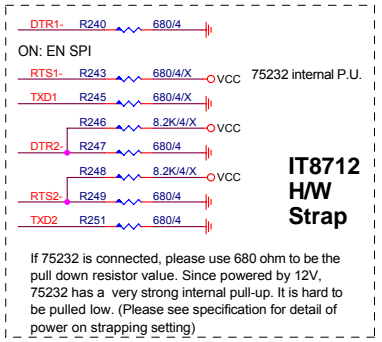 DTR1- R240 680/4
ON: EN SPI
RTS1- R243 680/4/X VCC 75232 internal P.U.
TXD1 R245 680/4/X
R246 8.2K/4/X VCC
DTR2- R247 680/4
R248 8.2K/4/X VCC
RTS2- R249 680/4
TXD2 R251 680/4
IT8712
H/W
Strap
If 75232 is connected, please use 680 ohm to be the
pull down resistor value. Since powered by 12V,
75232 has a very strong internal pull-up. It is hard to
be pulled low. (Please see specification for detail of
power on strapping setting)